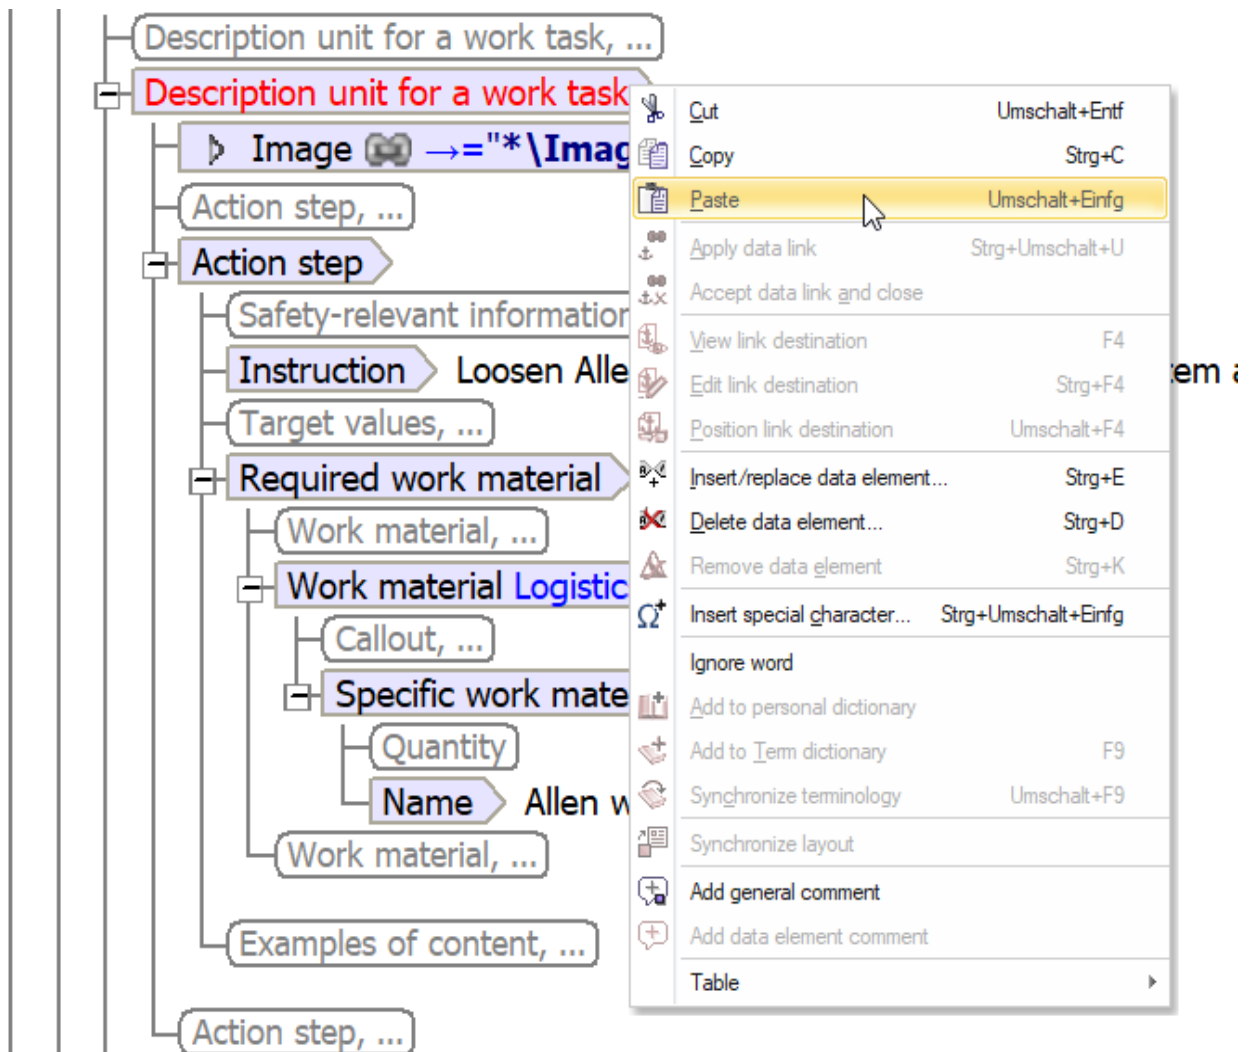 Description unit for a work task, ...
Description unit for a work task
Image →="*\Imag
Action step, ...
Action step
Safety-relevant information
Instruction Loosen Alle
em a
Target values, ...
Required work material
Work material, ...
Work material Logistic
Callout, ...
Specific work mate
Quantity
Name Allen w
Work material, ...
Examples of content, ...
Action step, ...
Cut Umschalt+Entf
Copy Strg+C
Paste Umschalt+Einfg
Apply data link Strg+Umschalt+U
Accept data link and close
View link destination F4
Edit link destination Strg+F4
Position link destination Umschalt+F4
Insert/replace data element... Strg+E
Delete data element... Strg+D
Remove data element Strg+K
Insert special character... Strg+Umschalt+Einfg
Ignore word
Add to personal dictionary
Add to Term dictionary F9
Synchronize terminology Umschalt+F9
Synchronize layout
Add general comment
Add data element comment
Table